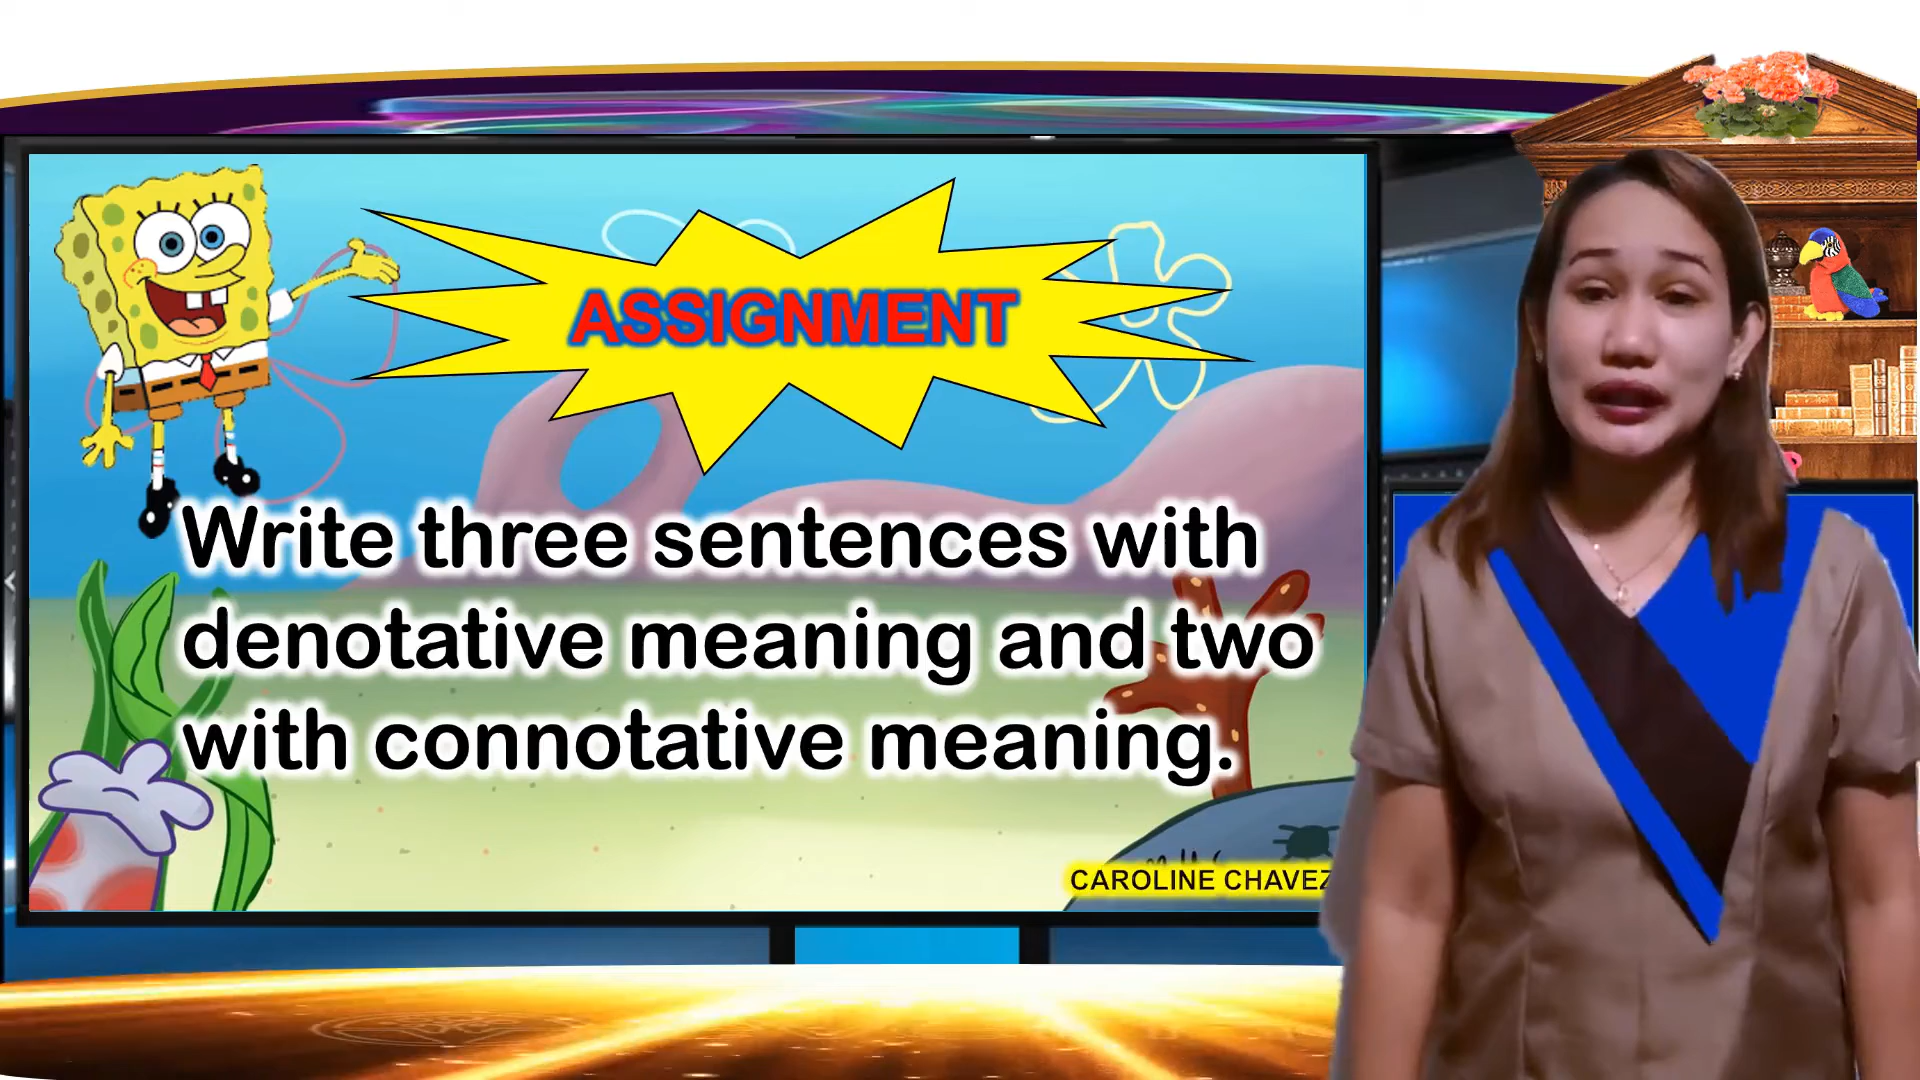 ASSIGNMENT
Write three sentences with
denotative meaning and two
with connotative meaning.
CAROLINE CHAVEZ